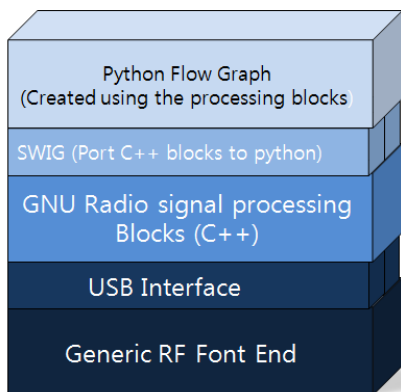 Python Flow Graph
(Created using the processing blocks)
SWIG (Port C++ blocks to python)
GNU Radio signal processing
Blocks (C++)
USB Interface
Generic RF Font End